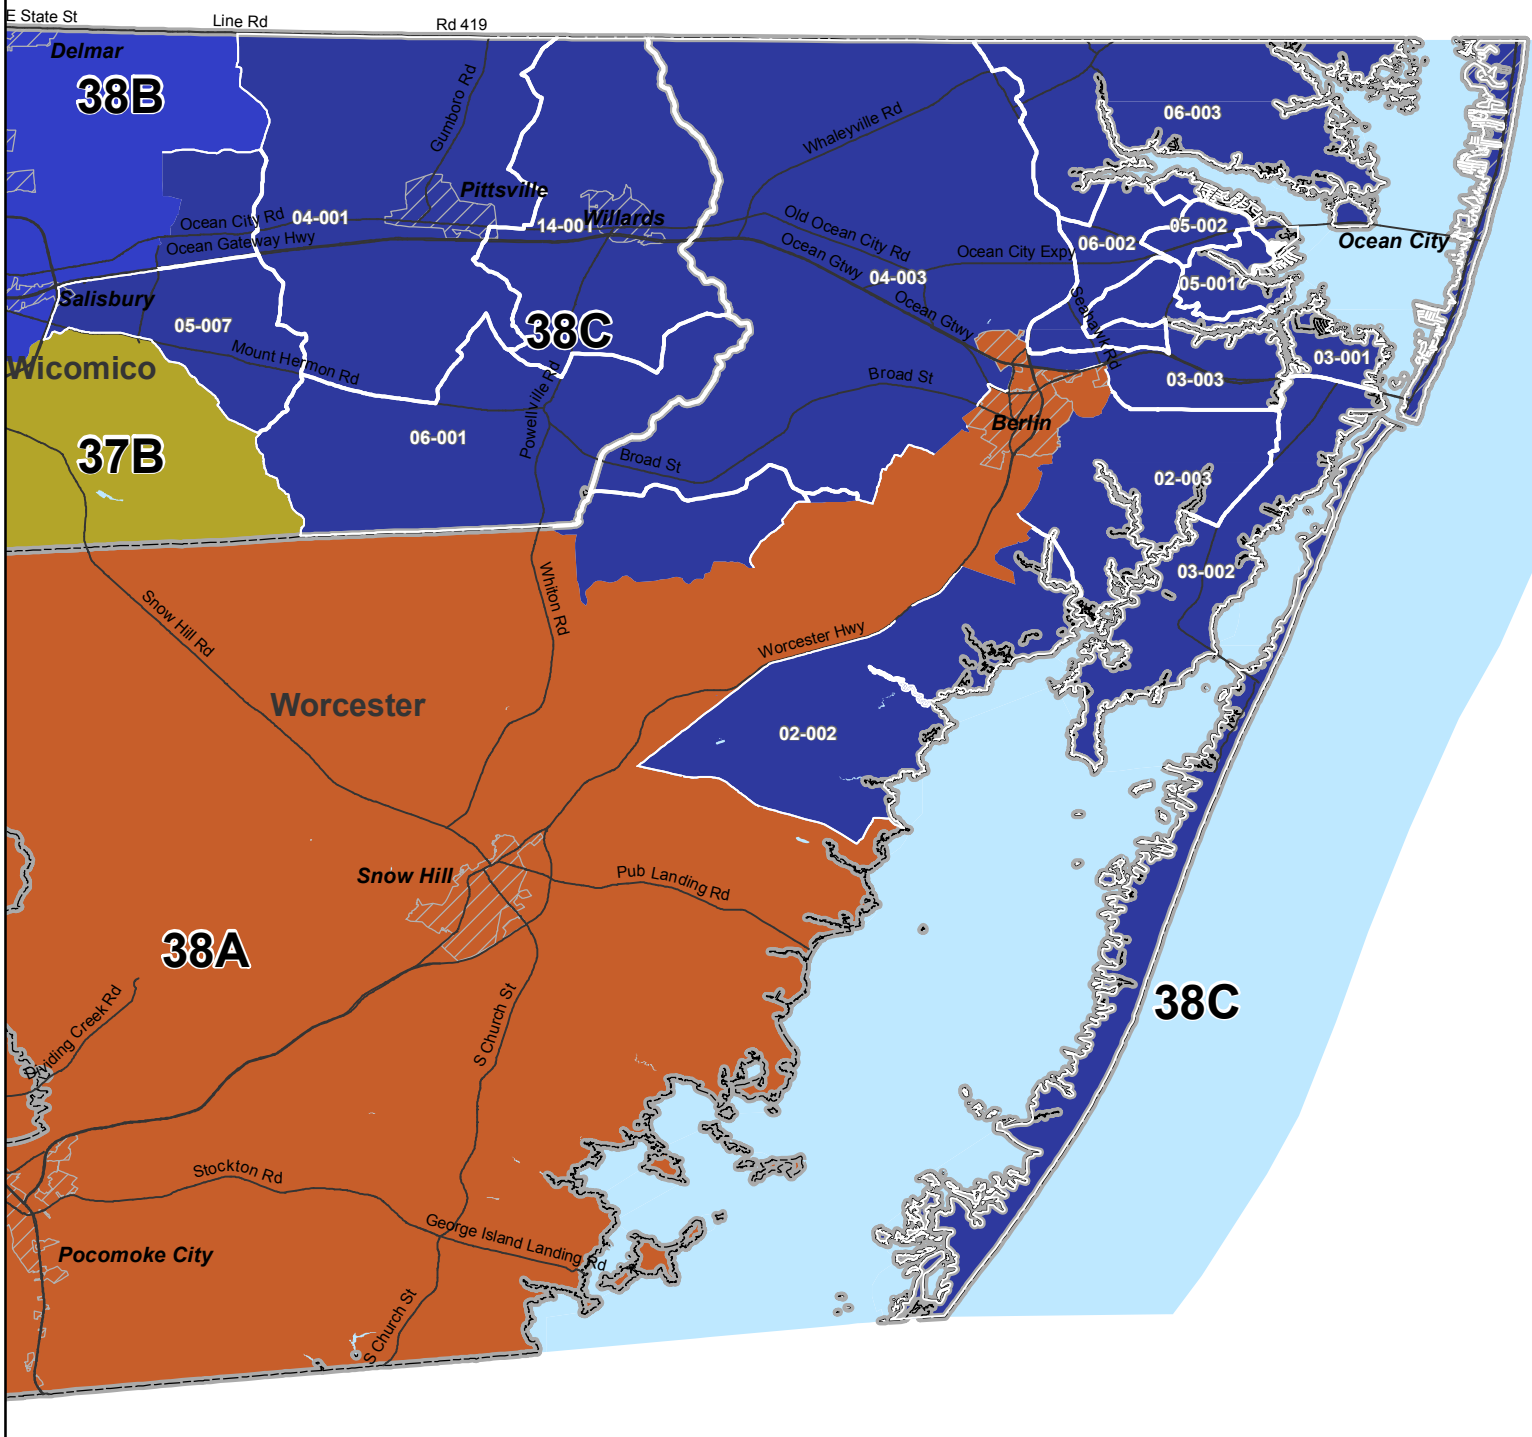 E State St
Line Rd
Rd 419
Delmar
38B
Gumboro Rd
Whaleyville Rd
06-003
Pittsville
Willards
04-001
14-001
Ocean City Rd
Ocean Gateway Hwy
Old Ocean City Rd
Ocean Gtwy
04-003
Ocean City Expy
06-002
05-002
Ocean City
05-001
Salisbury
05-007
38C
Ocean Gtwy
Seahawk Rd
03-001
Wicomico
Mount Hermon Rd
Powellville Rd
Broad St
03-003
Berlin
37B
06-001
Broad St
02-003
03-002
Snow Hill Rd
Whiton Rd
Worcester Hwy
Worcester
02-002
Snow Hill
Pub Landing Rd
38A
38C
Dividing Creek Rd
S Church St
Stockton Rd
George Island Landing Rd
Pocomoke City
S Church St